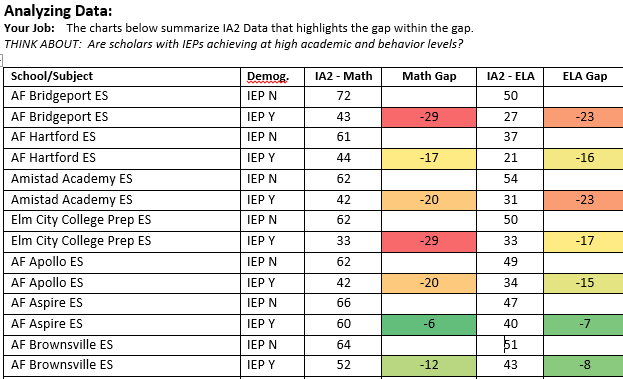 Analyzing Data:
Your Job: The charts below summarize IA2 Data that highlights the gap within the gap.
THINK ABOUT: Are scholars with IEPs achieving at high academic and behavior levels?
School/Subject Demog. IA2 - Math Math Gap IA2 - ELA ELA Gap
AF Bridgeport ES IEP N 72 50
AF Bridgeport ES IEP Y 43 -29 27 -23
AF Hartford ES IEP N 61 37
AF Hartford ES IEP Y 44 -17 21 -16
Amistad Academy ES IEP N 62 54
Amistad Academy ES IEP Y 42 -20 31 -23
Elm City College Prep ES IEP N 62 50
Elm City College Prep ES IEP Y 33 -29 33 -17
AF Apollo ES IEP N 62 49
AF Apollo ES IEP Y 42 -20 34 -15
AF Aspire ES IEP N 66 47
AF Aspire ES IEP Y 60 -6 40 -7
AF Brownsville ES IEP N 64 51
AF Brownsville ES IEP Y 52 -12 43 -8